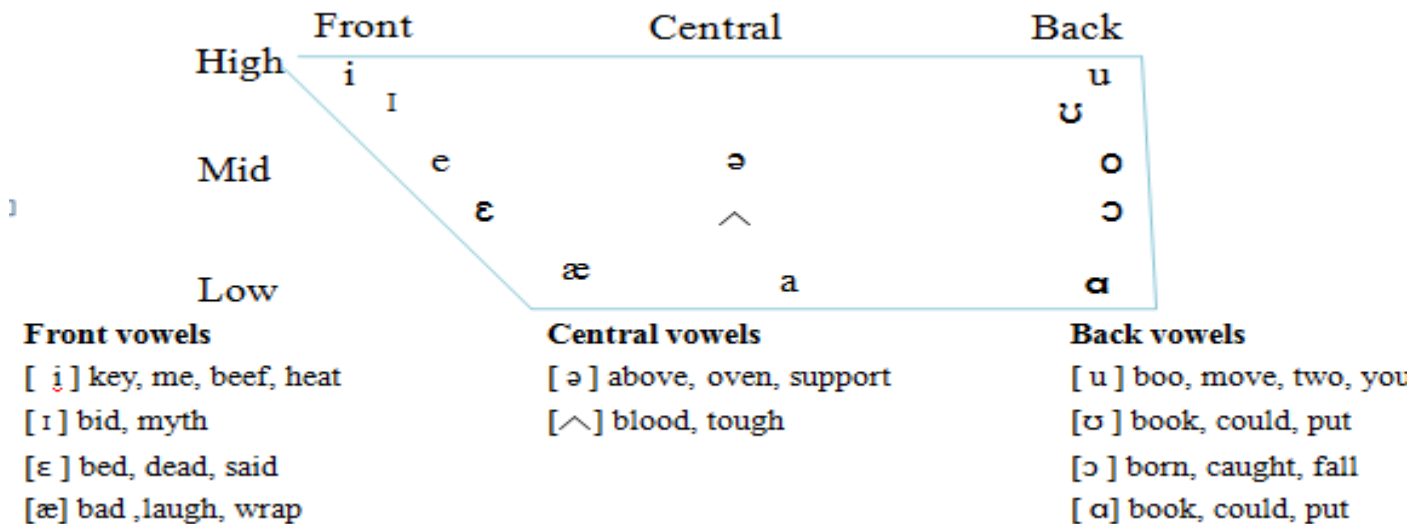 Front Central Back
High i u
ɪ ʊ
Mid e ə o
ɛ ʌ ɔ
Low æ a ɑ
Front vowels Central vowels Back vowels
[ i ] key, me, beef, heat [ ə ] above, oven, support [ u ] boo, move, two, you
[ ɪ ] bid, myth [ʌ] blood, tough [ʊ ] book, could, put
[ɛ ] bed, dead, said [ɔ ] born, caught, fall
[æ] bad ,laugh, wrap [ ɑ] book, could, put